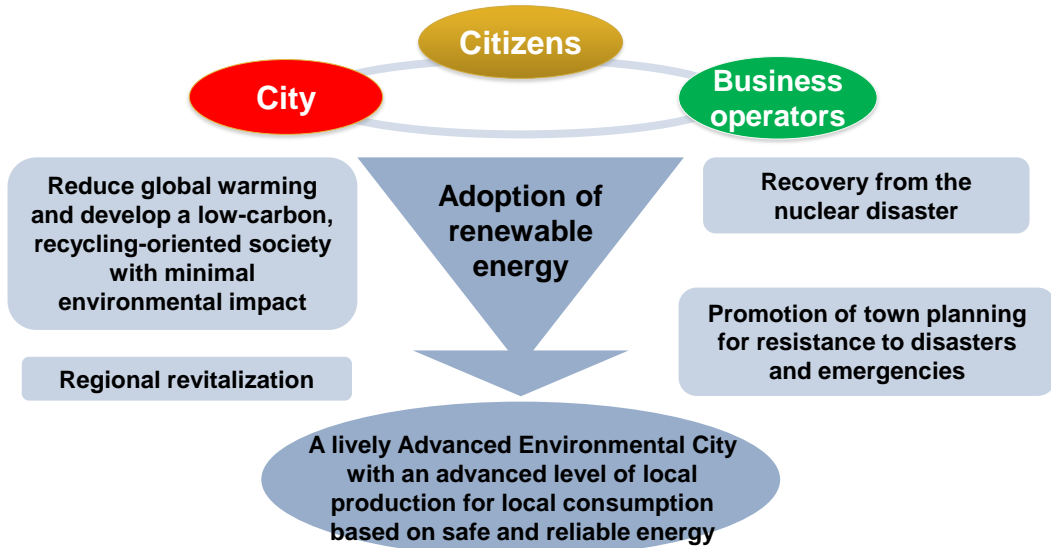 Citizens
City
Business
operators
Reduce global warming
and develop a low-carbon,
recycling-oriented society
with minimal
environmental impact
Adoption of
renewable
energy
Recovery from the
nuclear disaster
Regional revitalization
Promotion of town planning
for resistance to disasters
and emergencies
A lively Advanced Environmental City
with an advanced level of local
production for local consumption
based on safe and reliable energy